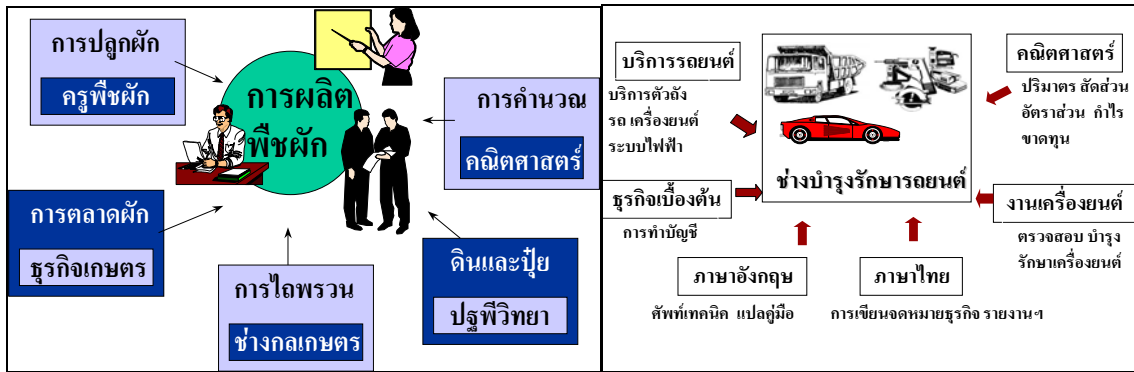 การปลูกผัก
ครูพืชผัก
การผลิต
พืชผัก
การคำนวณ
คณิตศาสตร์
การตลาดผัก
ธุรกิจเกษตร
การไถพรวน
ช่างกลเกษตร
ดินและปุ๋ย
ปฐพีวิทยา
บริการรถยนต์
บริการตัวถัง
รถ เครื่องยนต์
ระบบไฟฟ้า
คณิตศาสตร์
ปริมาตร สัดส่วน
อัตราส่วน กำไร
ขาดทุน
ช่างบำรุงรักษารถยนต์
ธุรกิจเบื้องต้น
การทำบัญชี
งานเครื่องยนต์
ตรวจสอบ บำรุง
รักษาเครื่องยนต์
ภาษาอังกฤษ
ศัพท์เทคนิค แปลคู่มือ
ภาษาไทย
การเขียนจดหมายธุรกิจ รายงานฯ